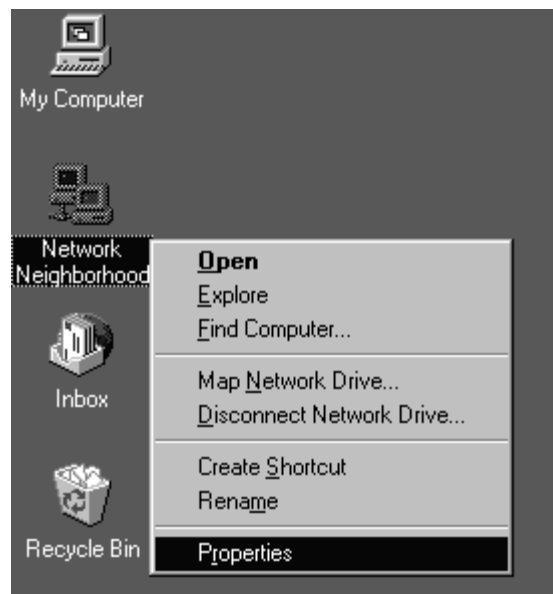 My Computer
Network
Neighborhood
Open
Explore
Find Computer...
Map Network Drive...
Disconnect Network Drive...
Create Shortcut
Rename
Properties
Inbox
Recycle Bin